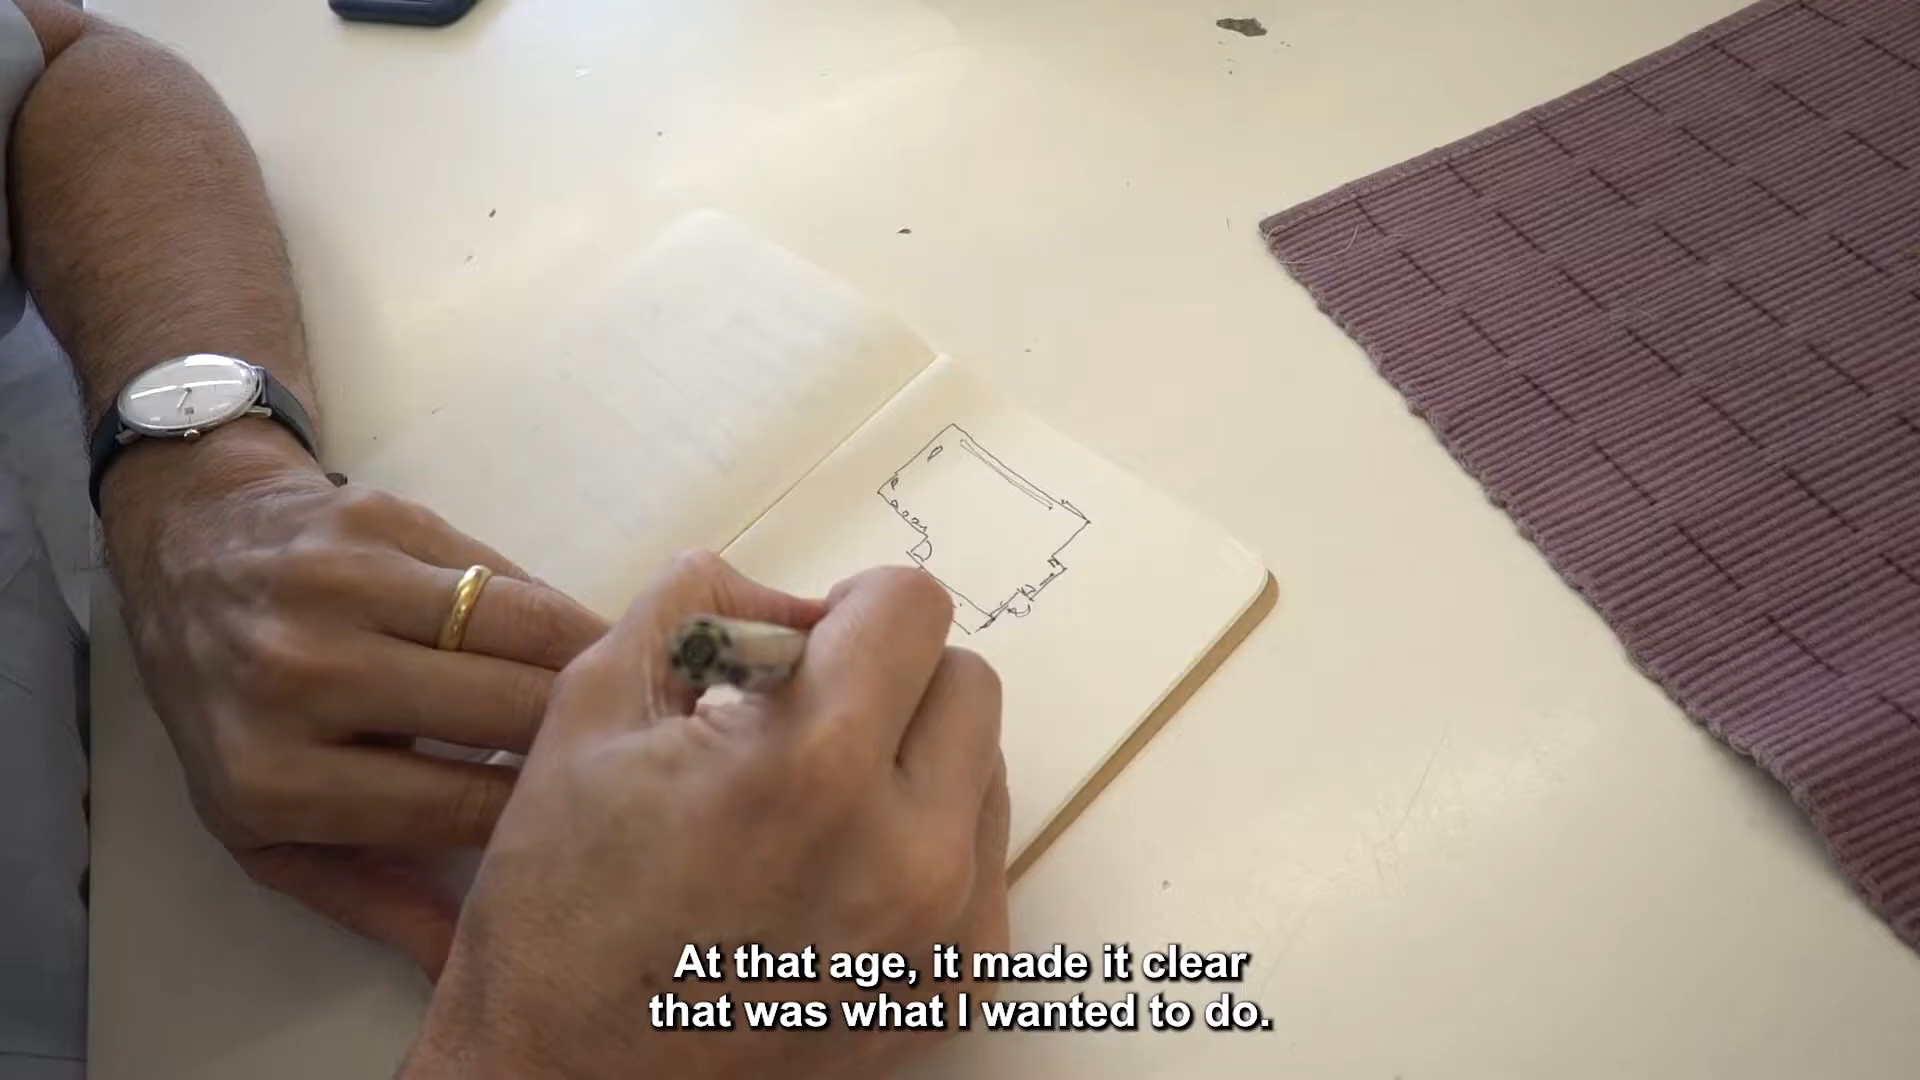 At that age, it made it clear
that was what I wanted to do.